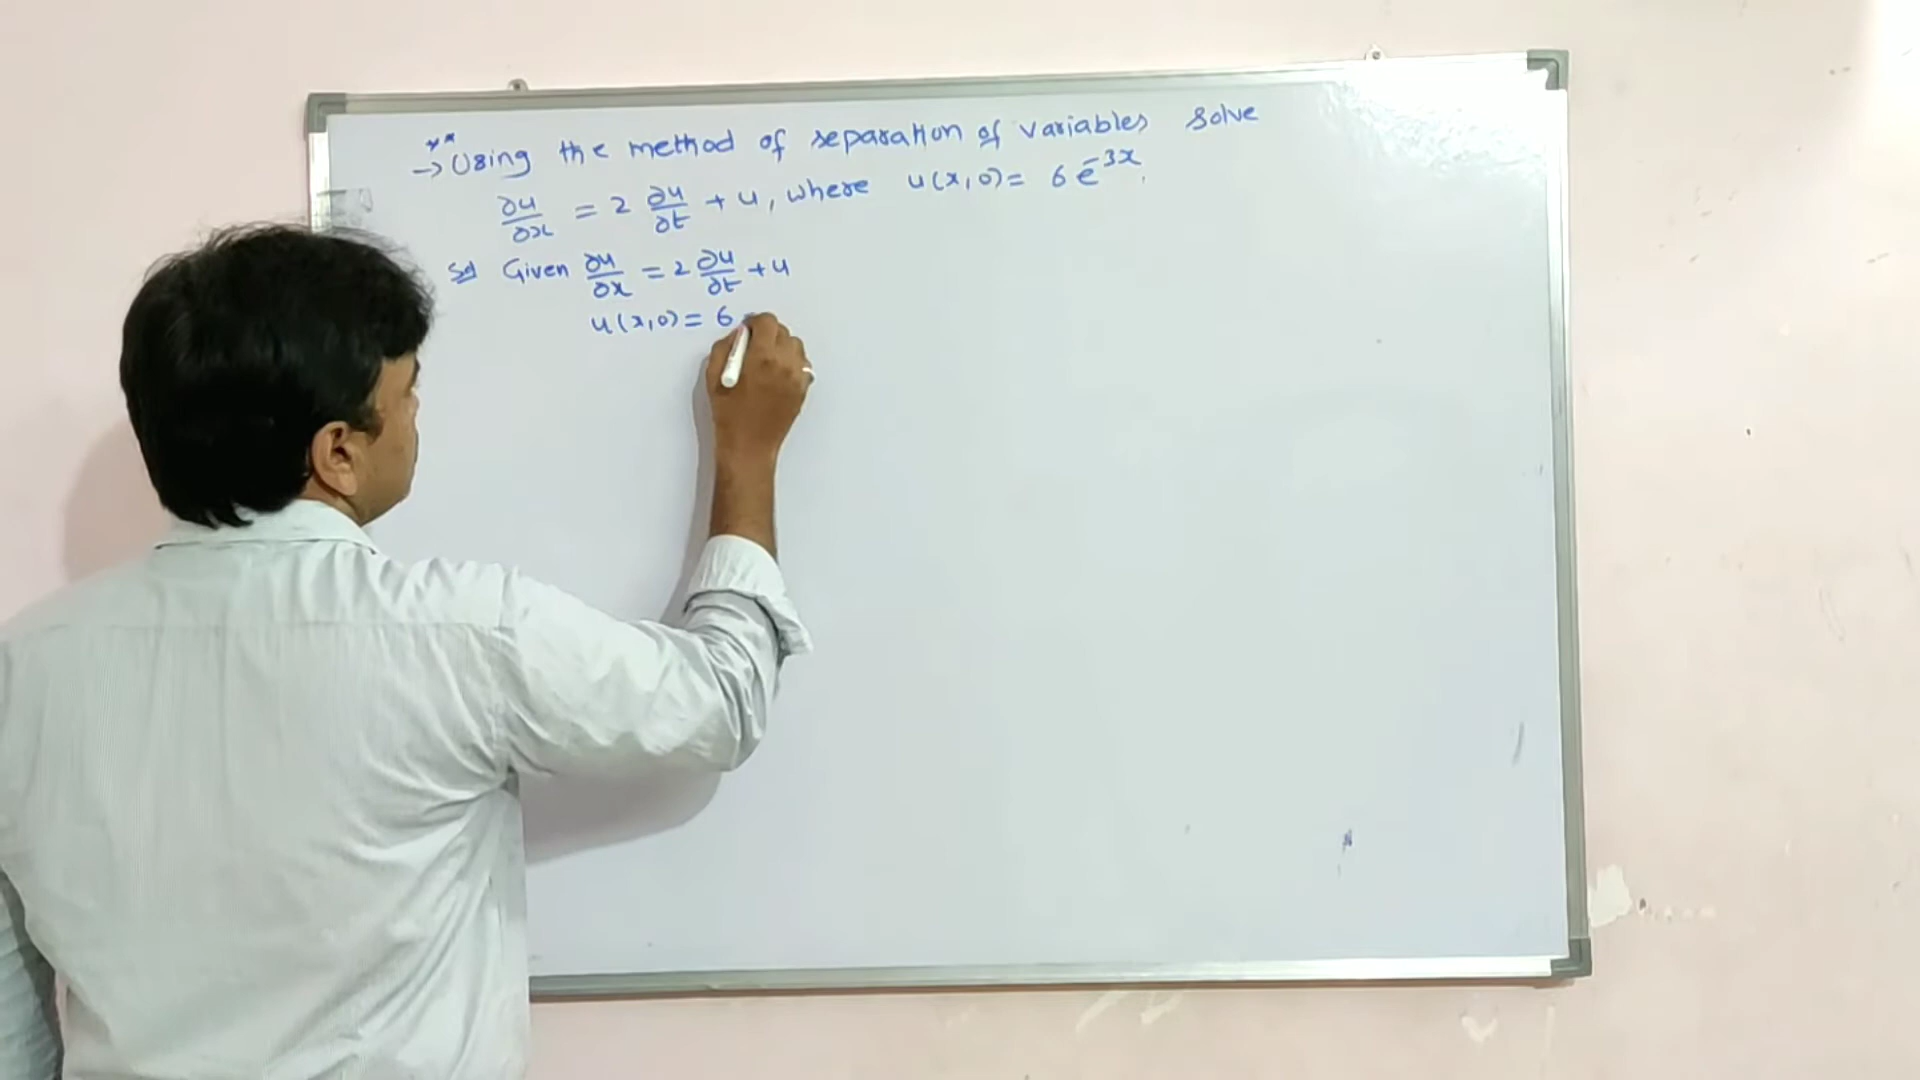 ** → Using the method of separation of variables solve
∂u/∂x = 2 ∂u/∂t + u, where u(x,0) = 6 e^-3x.
Sol Given ∂u/∂x = 2 ∂u/∂t + u
u(x,0) = 6